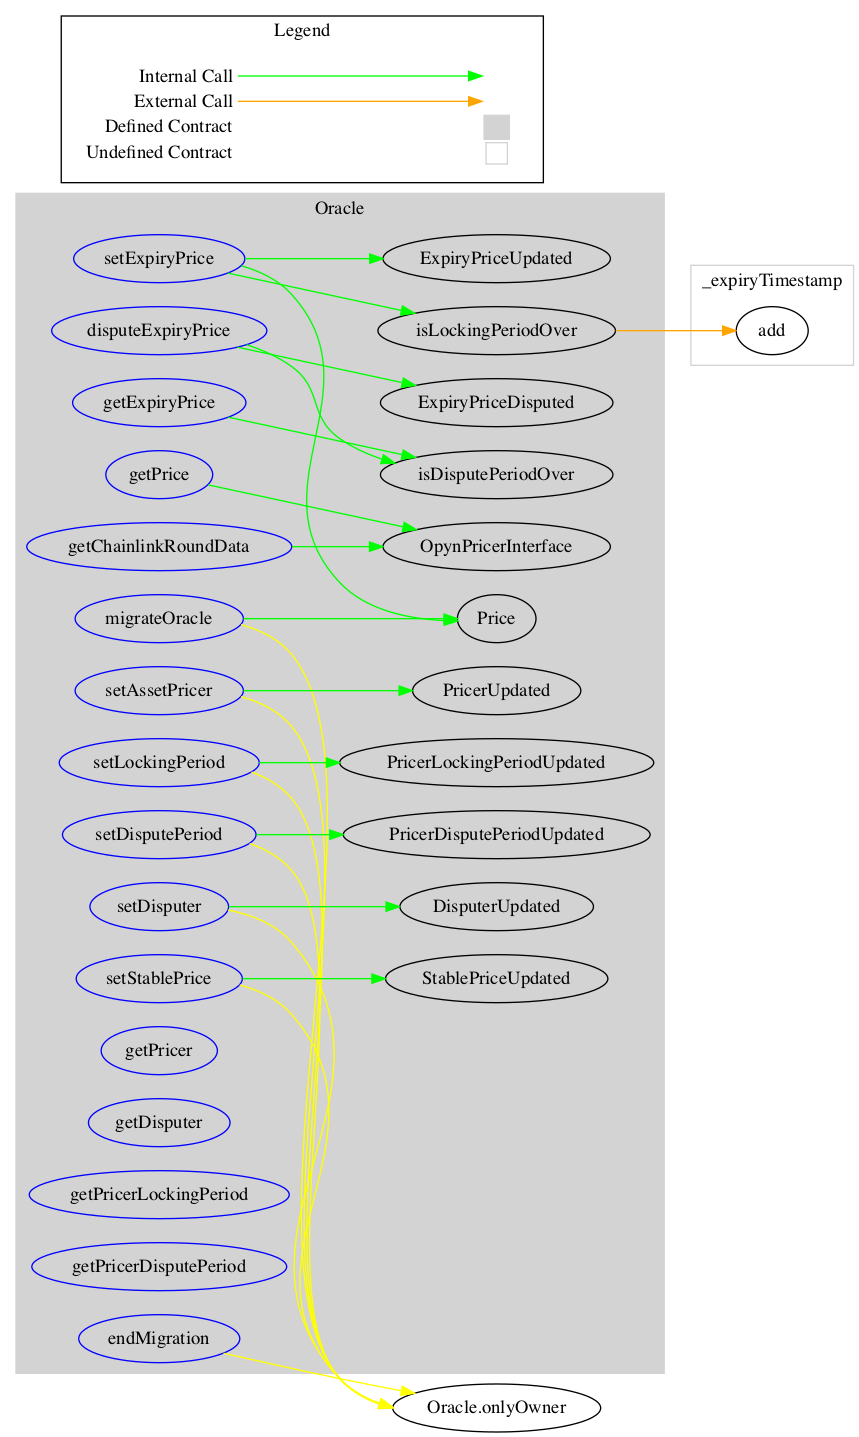 Legend
Internal Call
External Call
Defined Contract
Undefined Contract
Oracle
setExpiryPrice
ExpiryPriceUpdated
_expiryTimestamp
disputeExpiryPrice
isLockingPeriodOver
add
getExpiryPrice
ExpiryPriceDisputed
getPrice
isDisputePeriodOver
getChainlinkRoundData
OpynPricerInterface
migrateOracle
Price
setAssetPricer
PricerUpdated
setLockingPeriod
PricerLockingPeriodUpdated
setDisputePeriod
PricerDisputePeriodUpdated
setDisputer
DisputerUpdated
setStablePrice
StablePriceUpdated
getPricer
getDisputer
getPricerLockingPeriod
getPricerDisputePeriod
endMigration
Oracle.onlyOwner